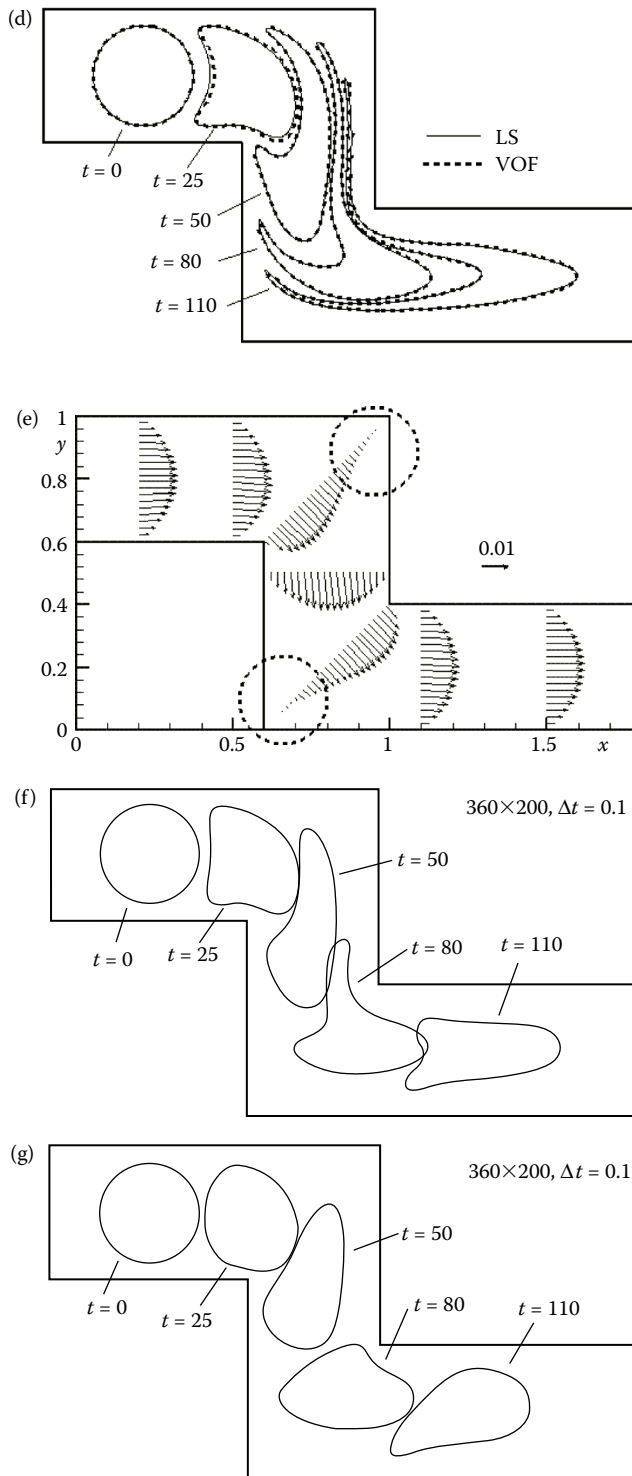 (d)
LS
VOF
t = 0
t = 25
t = 50
t = 80
t = 110
(e)
1
y
0.8
0.6
0.4
0.2
0
0.01
0
0.5
1
1.5
x
(f)
360×200, Δt = 0.1
t = 50
t = 0
t = 25
t = 80
t = 110
(g)
360×200, Δt = 0.1
t = 50
t = 0
t = 25
t = 80
t = 110